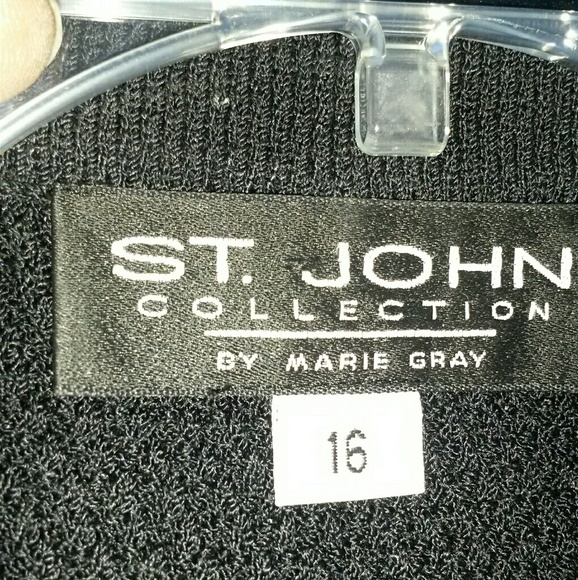 ST. JOHN
COLLECTION
BY MARIE GRAY
16